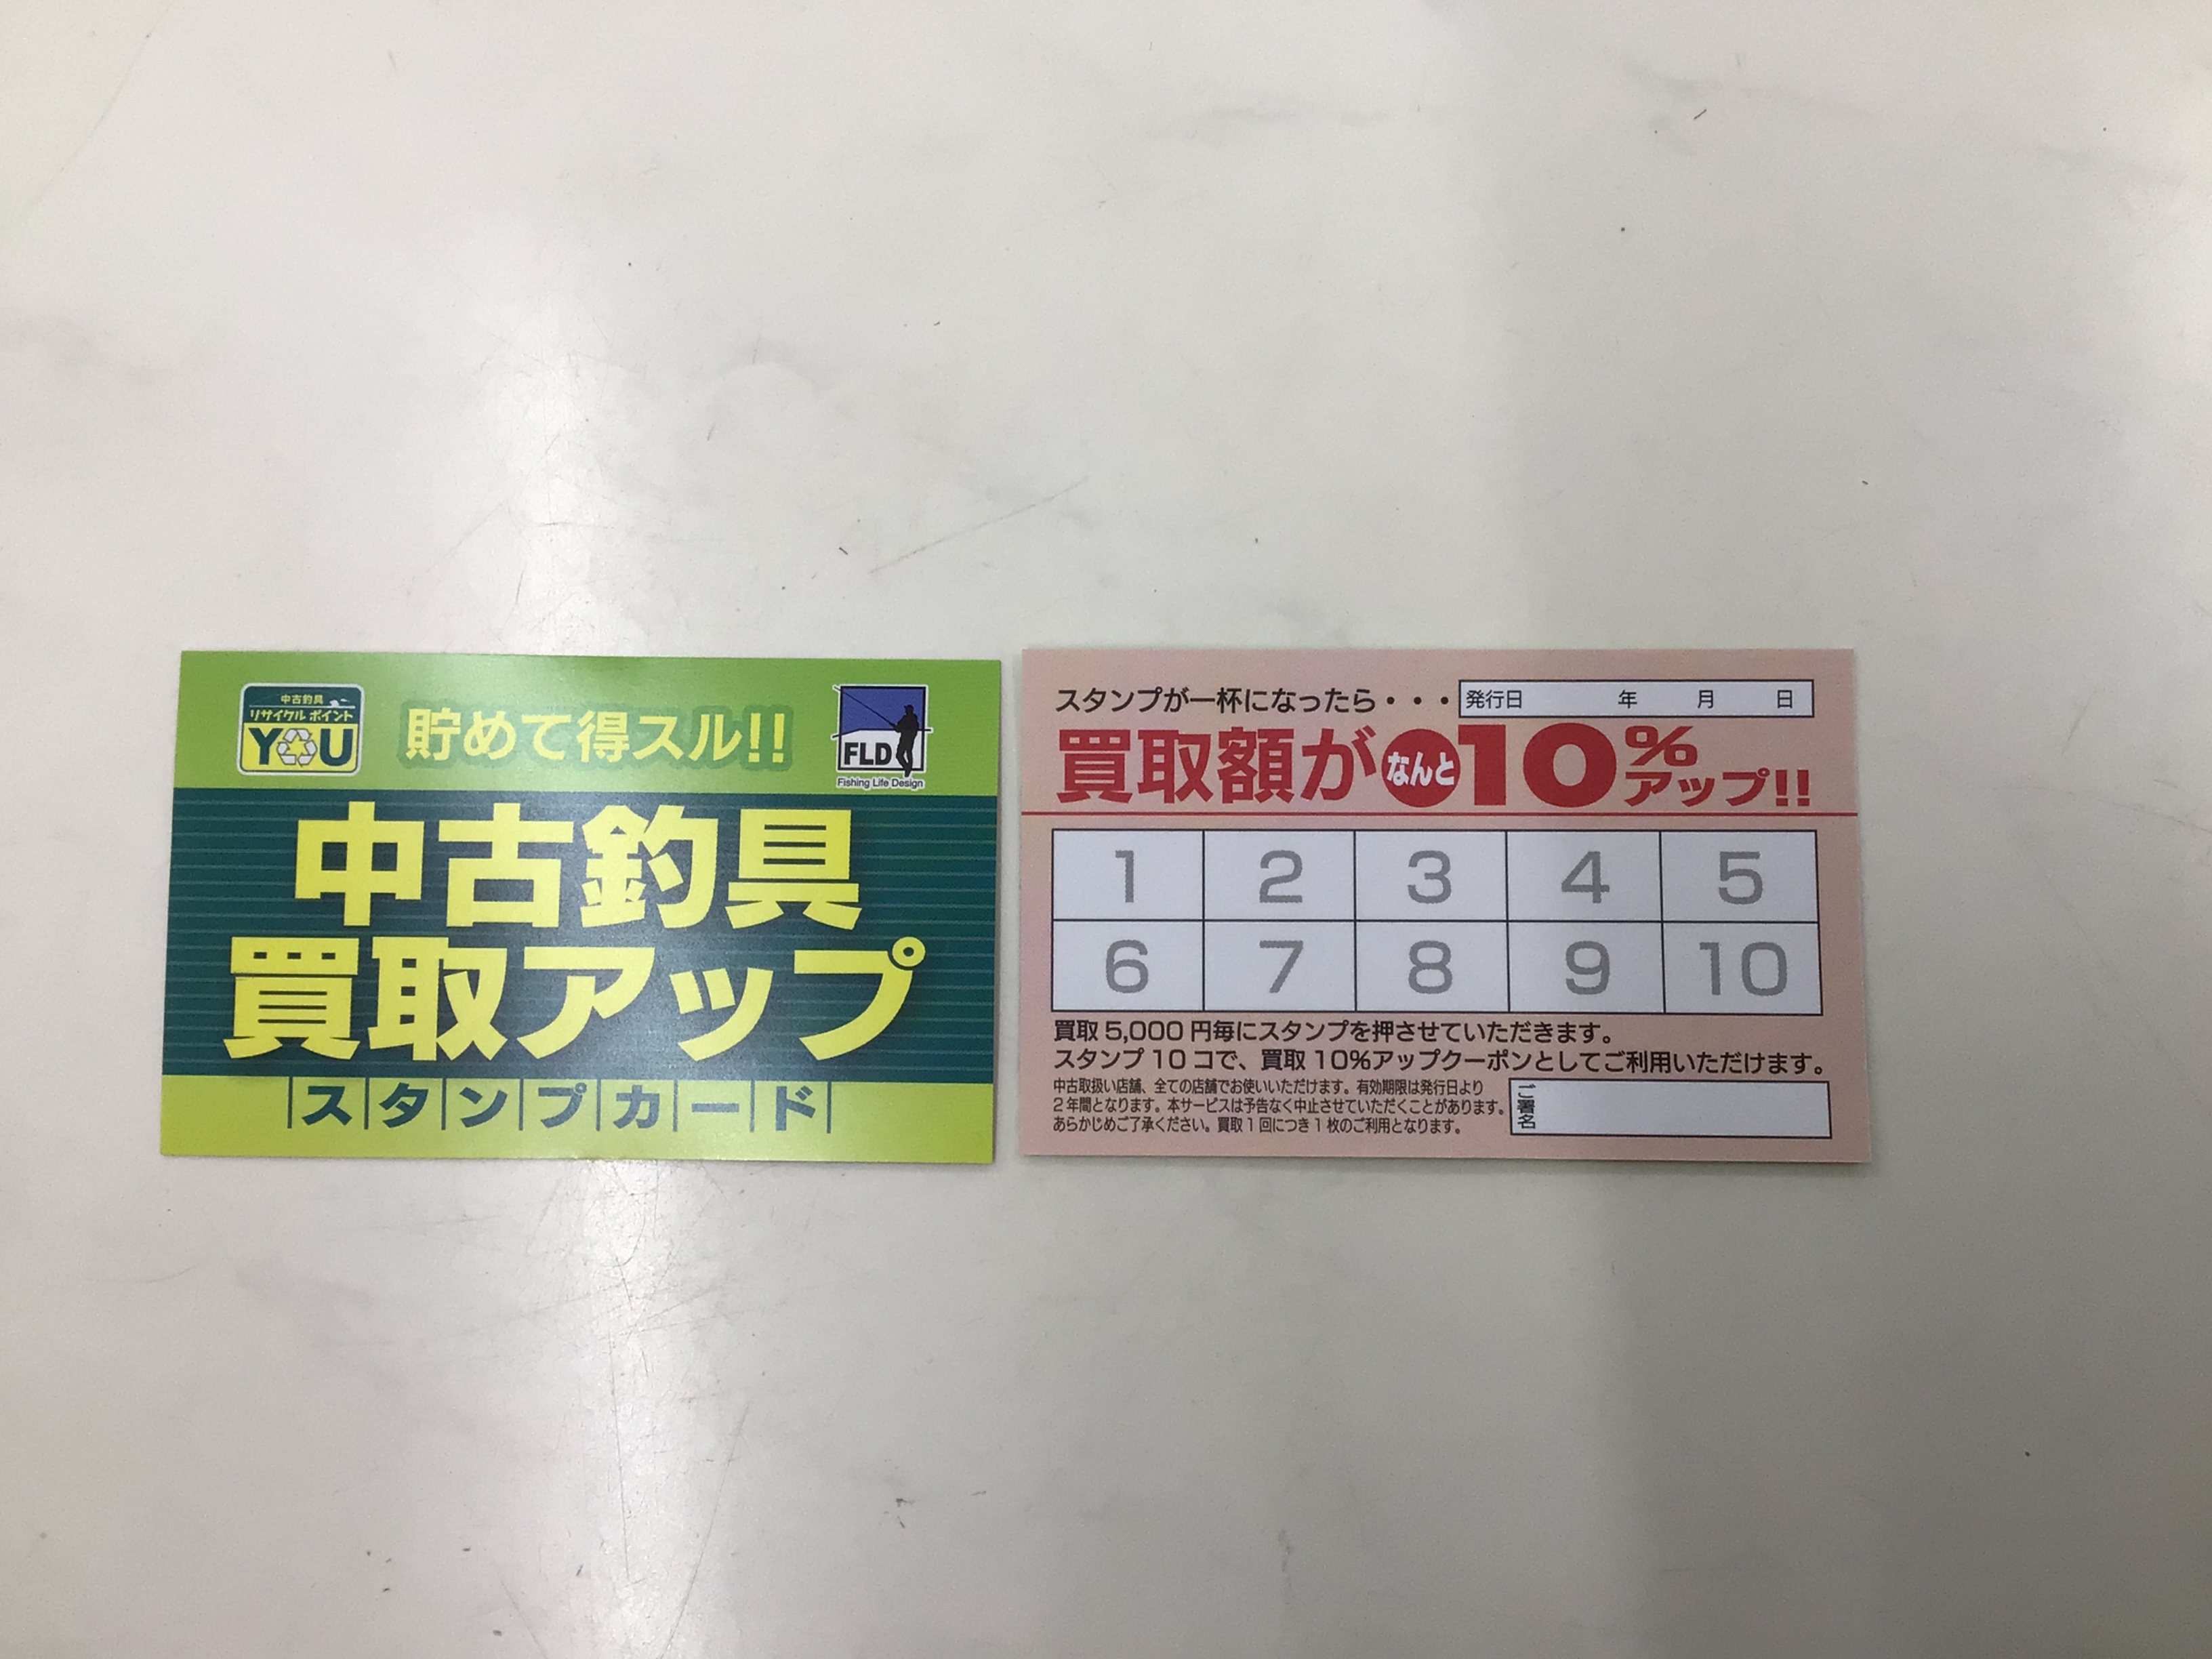 中古釣具
リサイクル ポイント
YOU
貯めて得スル!!
FLD
Fishing Life Design
中古釣具
買取アップ
スタンプカード
スタンプが一杯になったら・・・ 発行日 年 月 日
買取額がなんと10%アップ!!
1 2 3 4 5
6 7 8 9 10
買取 5,000 円毎にスタンプを押させていただきます。
スタンプ 10 コで、買取 10%アップクーポンとしてご利用いただけます。
中古取扱い店舗、全ての店舗でお使いいただけます。有効期限は発行日より
2 年間となります。本サービスは予告なく中止させていただくことがあります。
あらかじめご了承ください。買取 1 回につき 1 枚のご利用となります。
ご署名